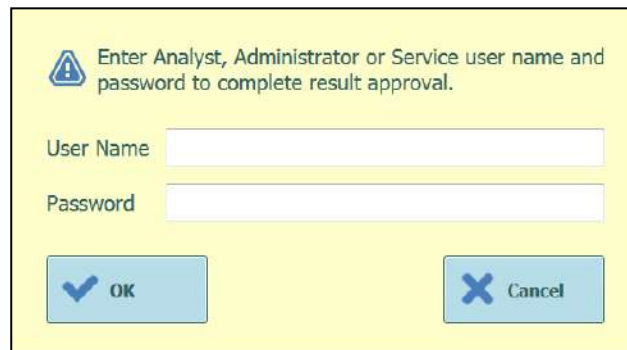 Enter Analyst, Administrator or Service user name and
password to complete result approval.
User Name
Password
OK
Cancel